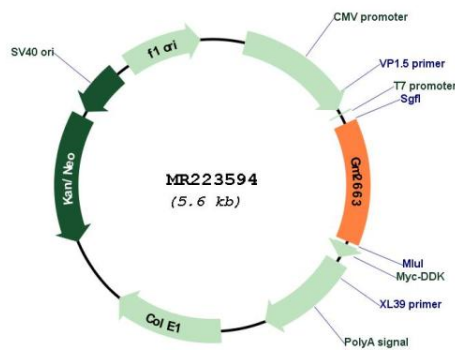 CMV promoter
VP1.5 primer
T7 promoter
SgfI
Gm2663
MluI
Myc-DDK
XL39 primer
PolyA signal
Col E1
Kan/Neo
SV40 ori
f1 ori
MR223594
(5.6 kb)